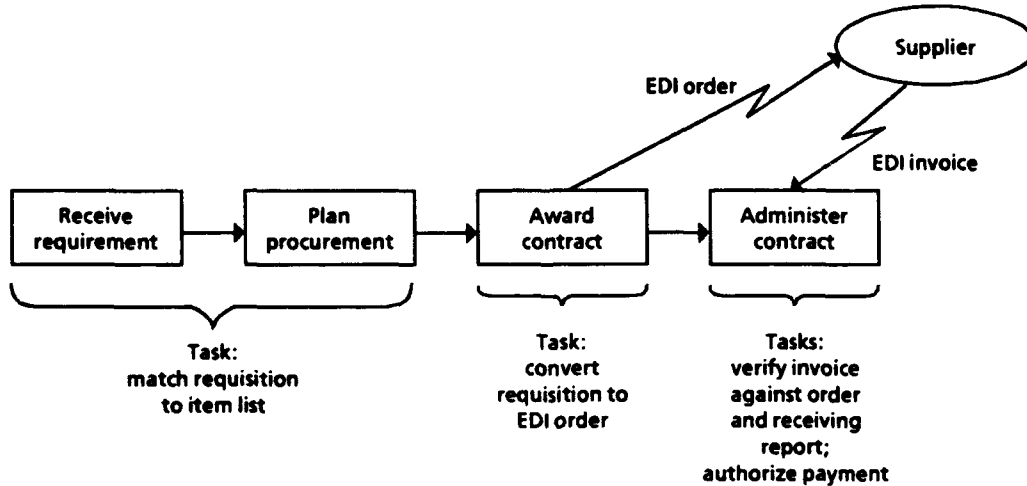 Supplier
EDI order
EDI invoice
Receive
requirement
Plan
procurement
Award
contract
Administer
contract
Task:
match requisition
to item list
Task:
convert
requisition to
EDI order
Tasks:
verify invoice
against order
and receiving
report;
authorize payment